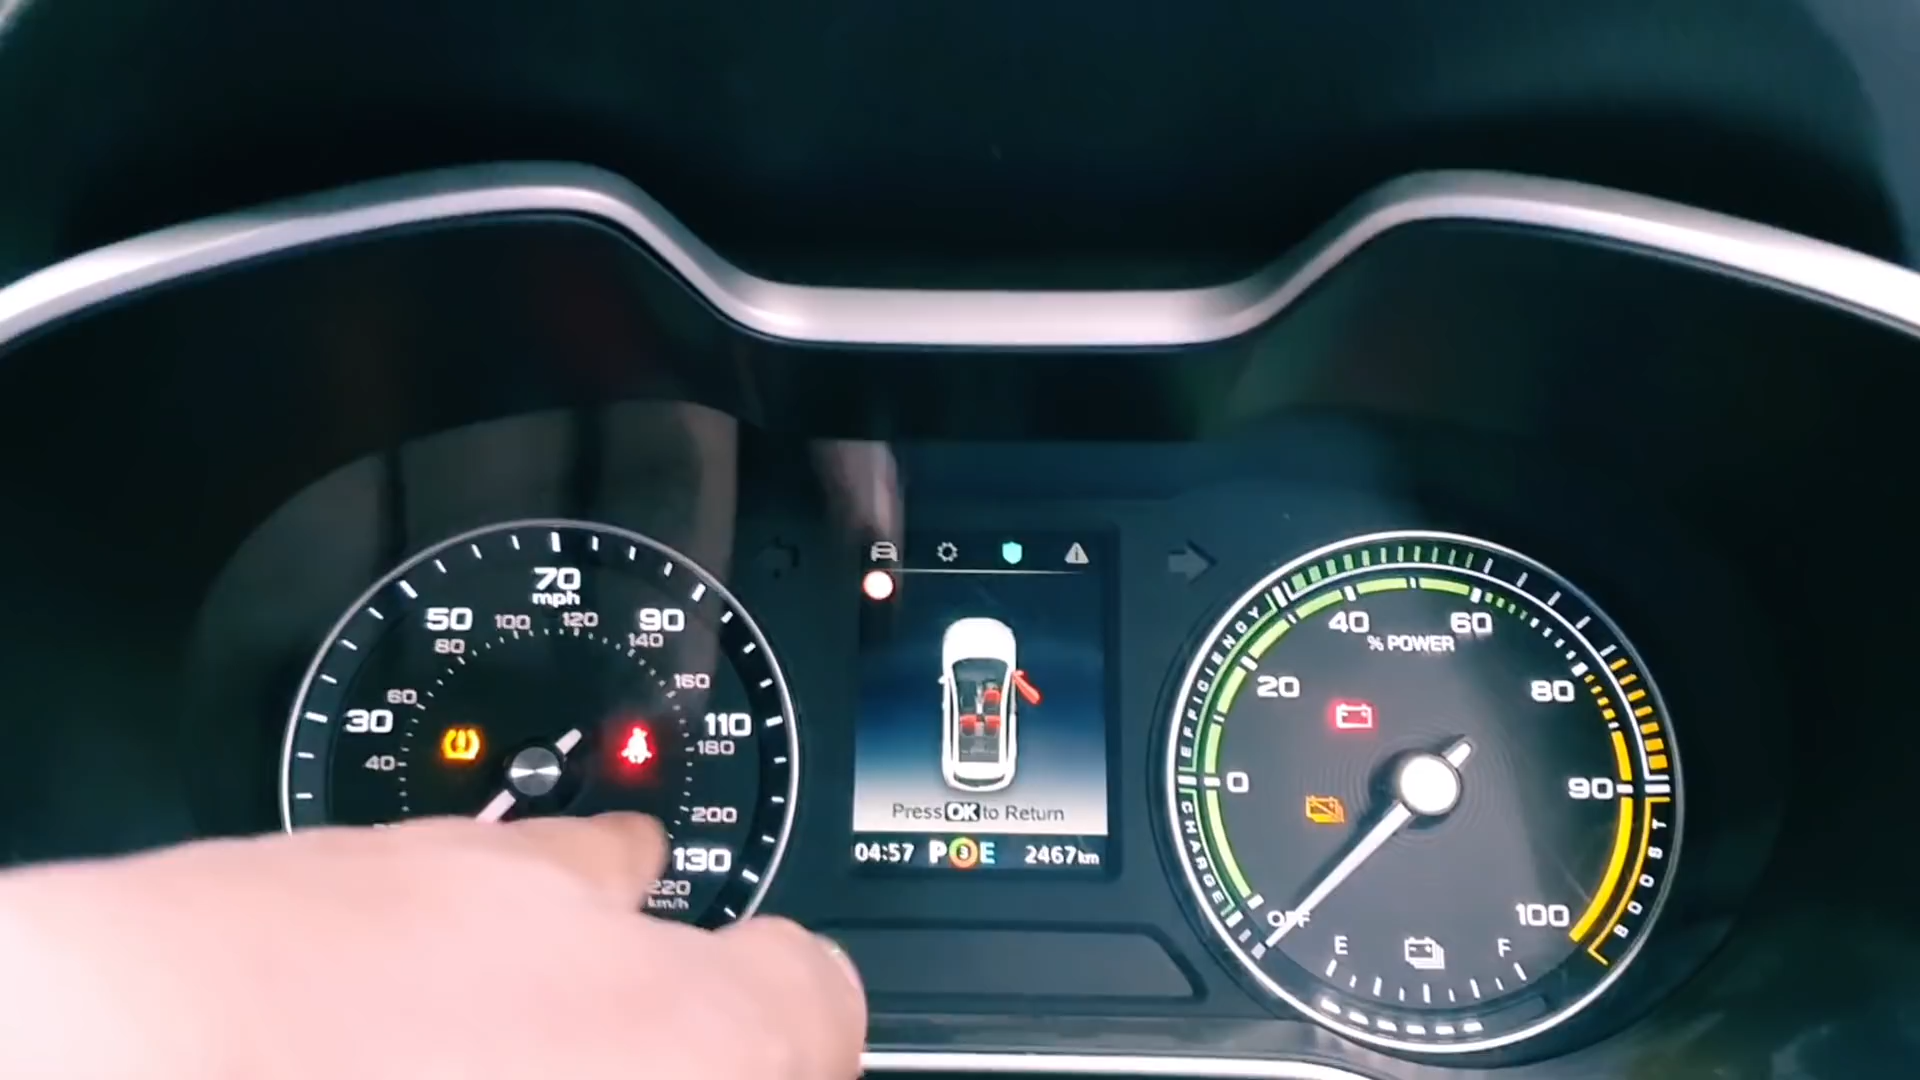 70
mph
50
90
100
120
80
140
60
160
30
110
40
180
200
130
220
km/h
Press OK to Return
04:57 P 3 E 2467km
40
60
% POWER
20
80
EFFICIENCY
0
90
CHARGE
BOOST
OFF
100
E
F